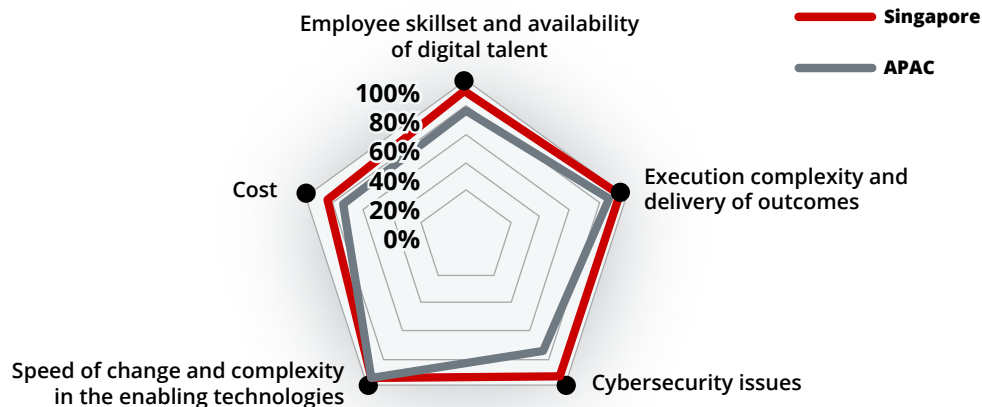 Employee skillset and availability
of digital talent
Singapore
APAC
100%
80%
60%
40%
20%
0%
Cost
Execution complexity and
delivery of outcomes
Speed of change and complexity
in the enabling technologies
Cybersecurity issues